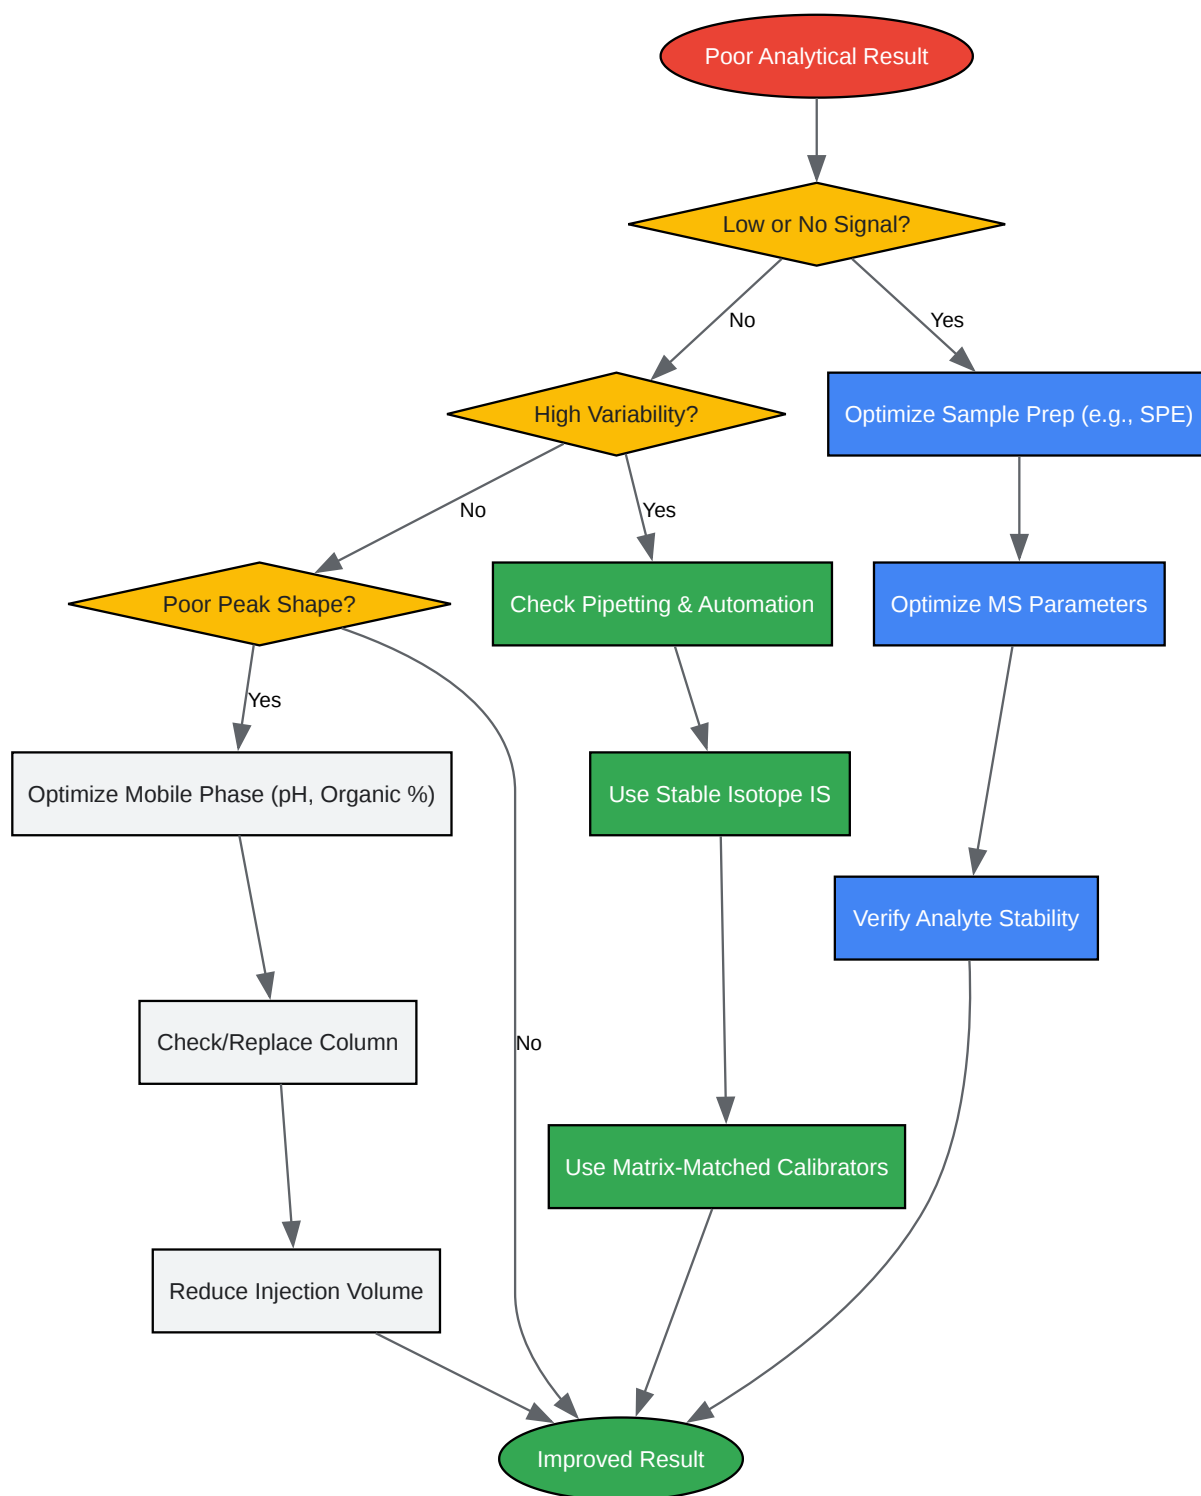 Poor Analytical Result
Low or No Signal?
No
Yes
High Variability?
Optimize Sample Prep (e.g., SPE)
No
Yes
Poor Peak Shape?
Check Pipetting & Automation
Optimize MS Parameters
Yes
Optimize Mobile Phase (pH, Organic %)
Use Stable Isotope IS
Verify Analyte Stability
Check/Replace Column
No
Use Matrix-Matched Calibrators
Reduce Injection Volume
Improved Result